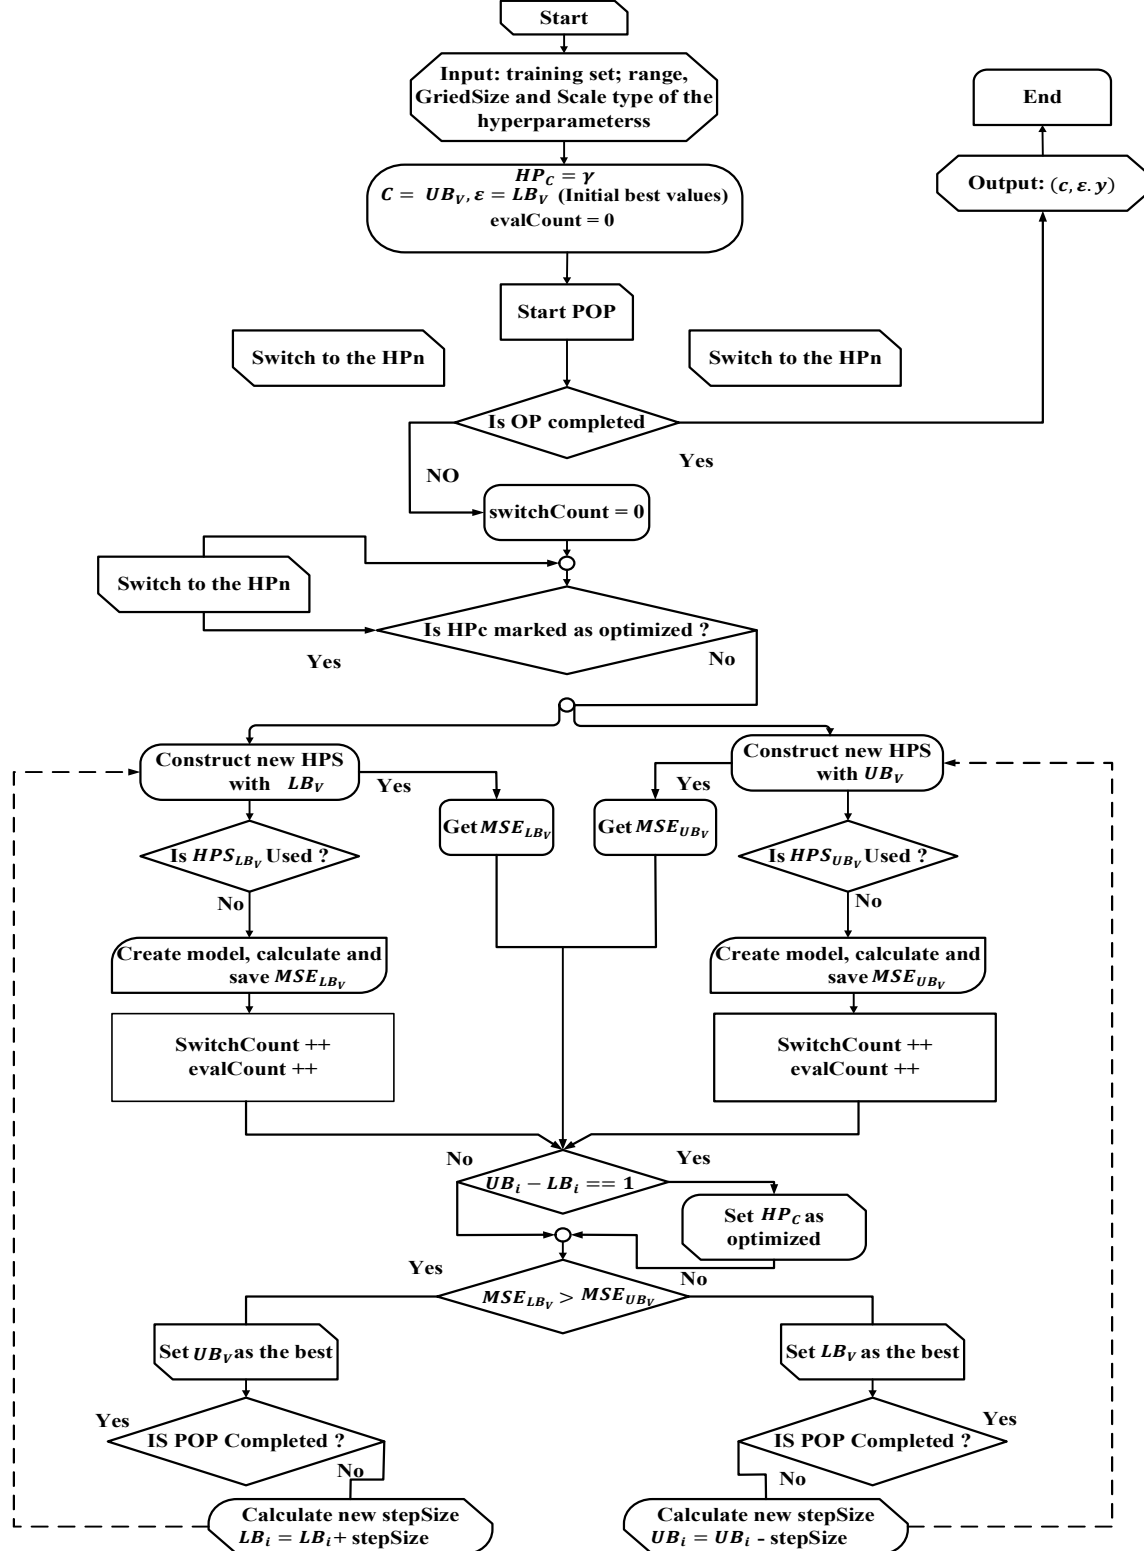 Start
Input: training set; range,
GriedSize and Scale type of the
hyperparameterss
End
Output: (c, ε. y)
HP_C = γ
C = UB_V, ε = LB_V (Initial best values)
evalCount = 0
Start POP
Switch to the HPn
Switch to the HPn
Is OP completed
Yes
NO
switchCount = 0
Switch to the HPn
Is HPc marked as optimized ?
Yes
No
Construct new HPS
with LB_V
Yes
Get MSE_LB_V
Construct new HPS
with UB_V
Yes
Get MSE_UB_V
Is HPS_LB_V Used ?
Is HPS_UB_V Used ?
No
No
Create model, calculate and
save MSE_LB_V
Create model, calculate and
save MSE_UB_V
SwitchCount ++
evalCount ++
SwitchCount ++
evalCount ++
No
Yes
UB_i − LB_i == 1
Set HP_C as
optimized
Yes
No
MSE_LB_V > MSE_UB_V
Set UB_V as the best
Set LB_V as the best
Yes
IS POP Completed ?
No
Yes
IS POP Completed ?
No
Calculate new stepSize
LB_i = LB_i + stepSize
Calculate new stepSize
UB_i = UB_i - stepSize